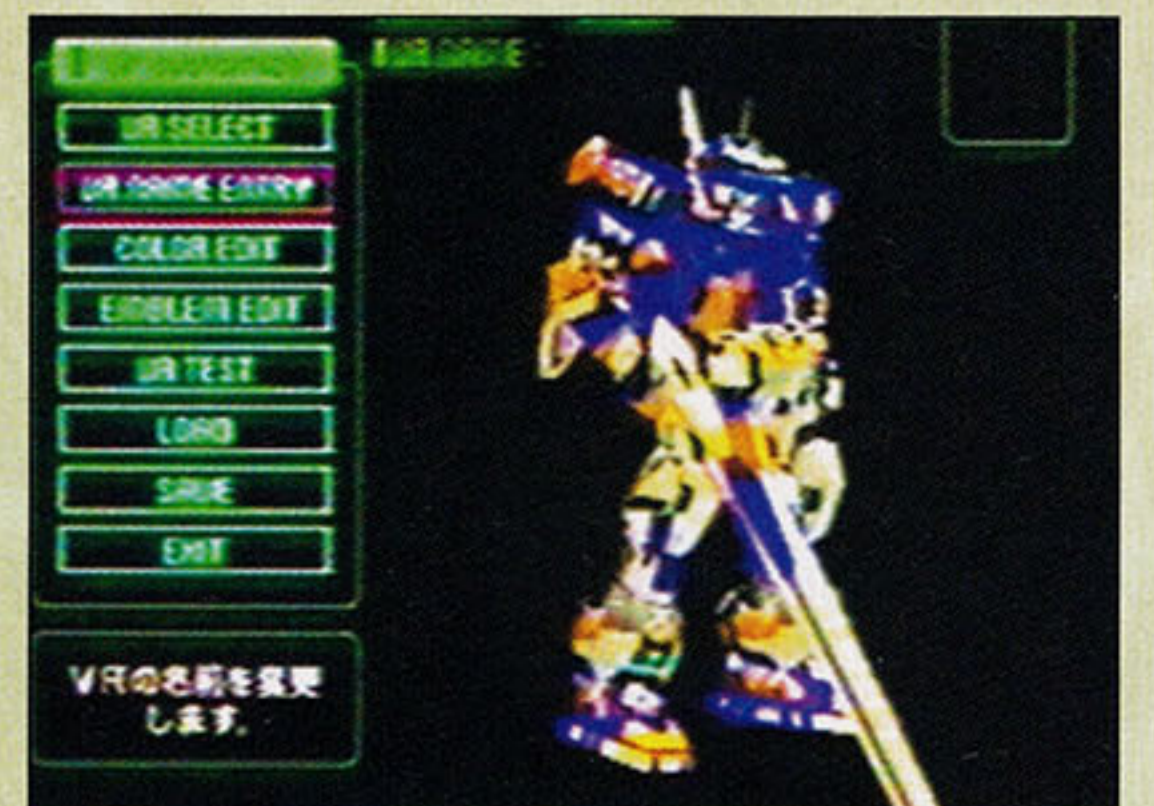 VR NAME
VR SELECT
VR NAME ENTRY
COLOR EDIT
EMBLEM EDIT
VR TEST
LOAD
SAVE
EXIT
VRの名前を変更
します。